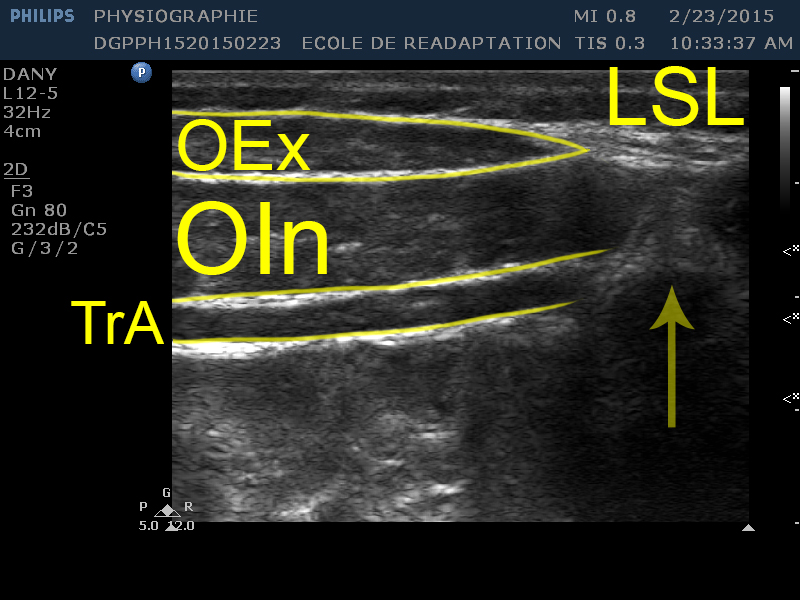 PHILIPS PHYSIOGRAPHIE MI 0.8 2/23/2015
DGPPH1520150223 ECOLE DE READAPTATION TIS 0.3 10:33:37 AM
DANY
L12-5
32Hz
4cm
2D
F3
Gn 80
232dB/C5
G/3/2
P
LSL
OEx
OIn
TrA
G
P R
5.0 12.0